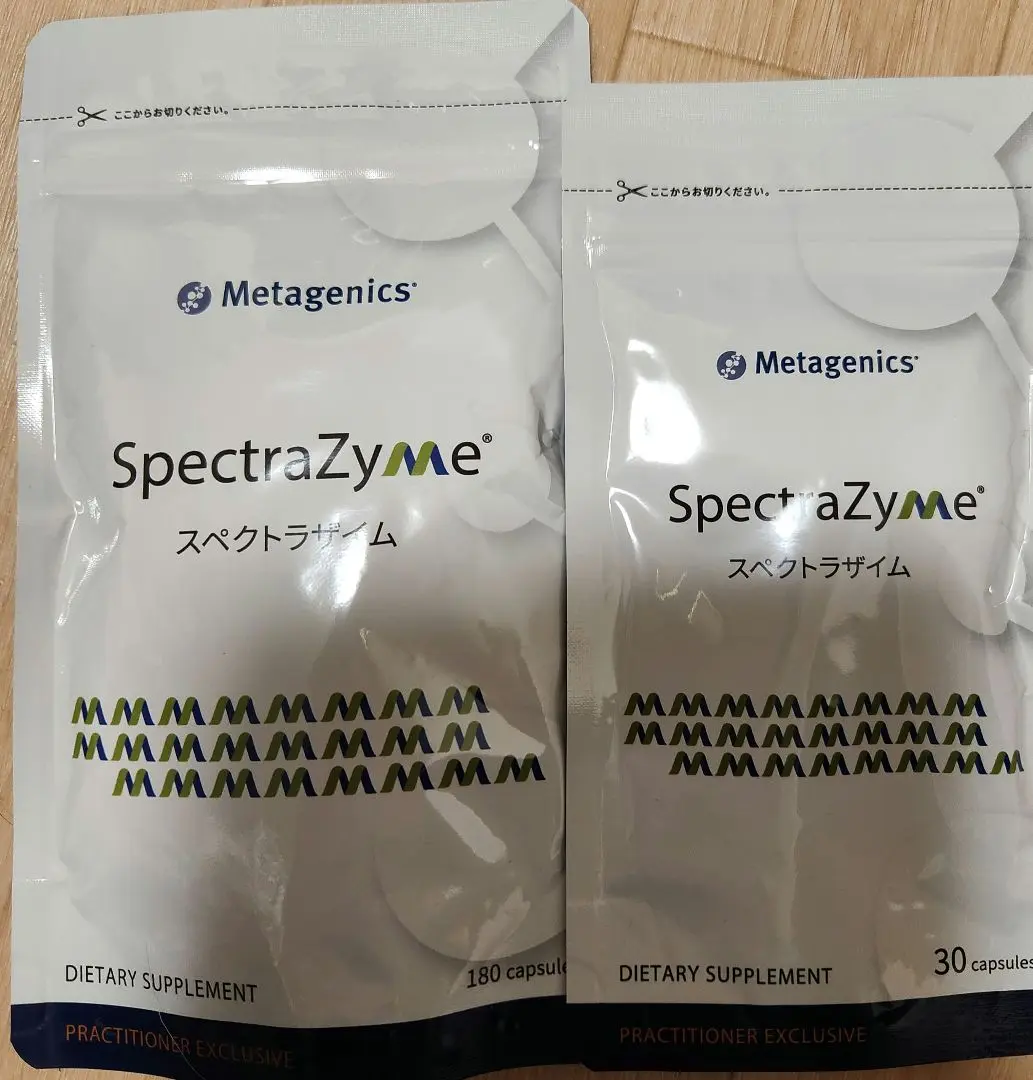 ここからお切りください。
Metagenics®
SpectraZyme®
スペクトラザイム
DIETARY SUPPLEMENT
180 capsule
PRACTITIONER EXCLUSIVE
ここからお切りください。
Metagenics®
SpectraZyme®
スペクトラザイム
DIETARY SUPPLEMENT
30 capsules
PRACTITIONER EXCLUSIVE